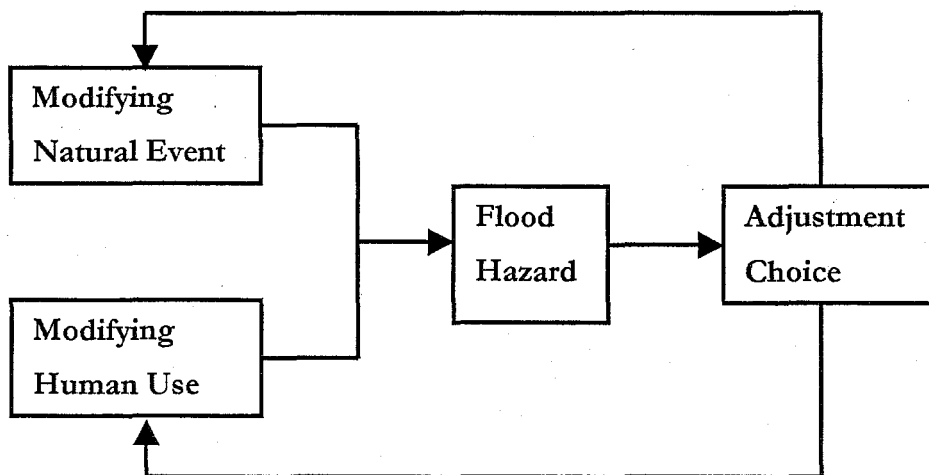 Modifying
Natural Event
Flood
Hazard
Adjustment
Choice
Modifying
Human Use